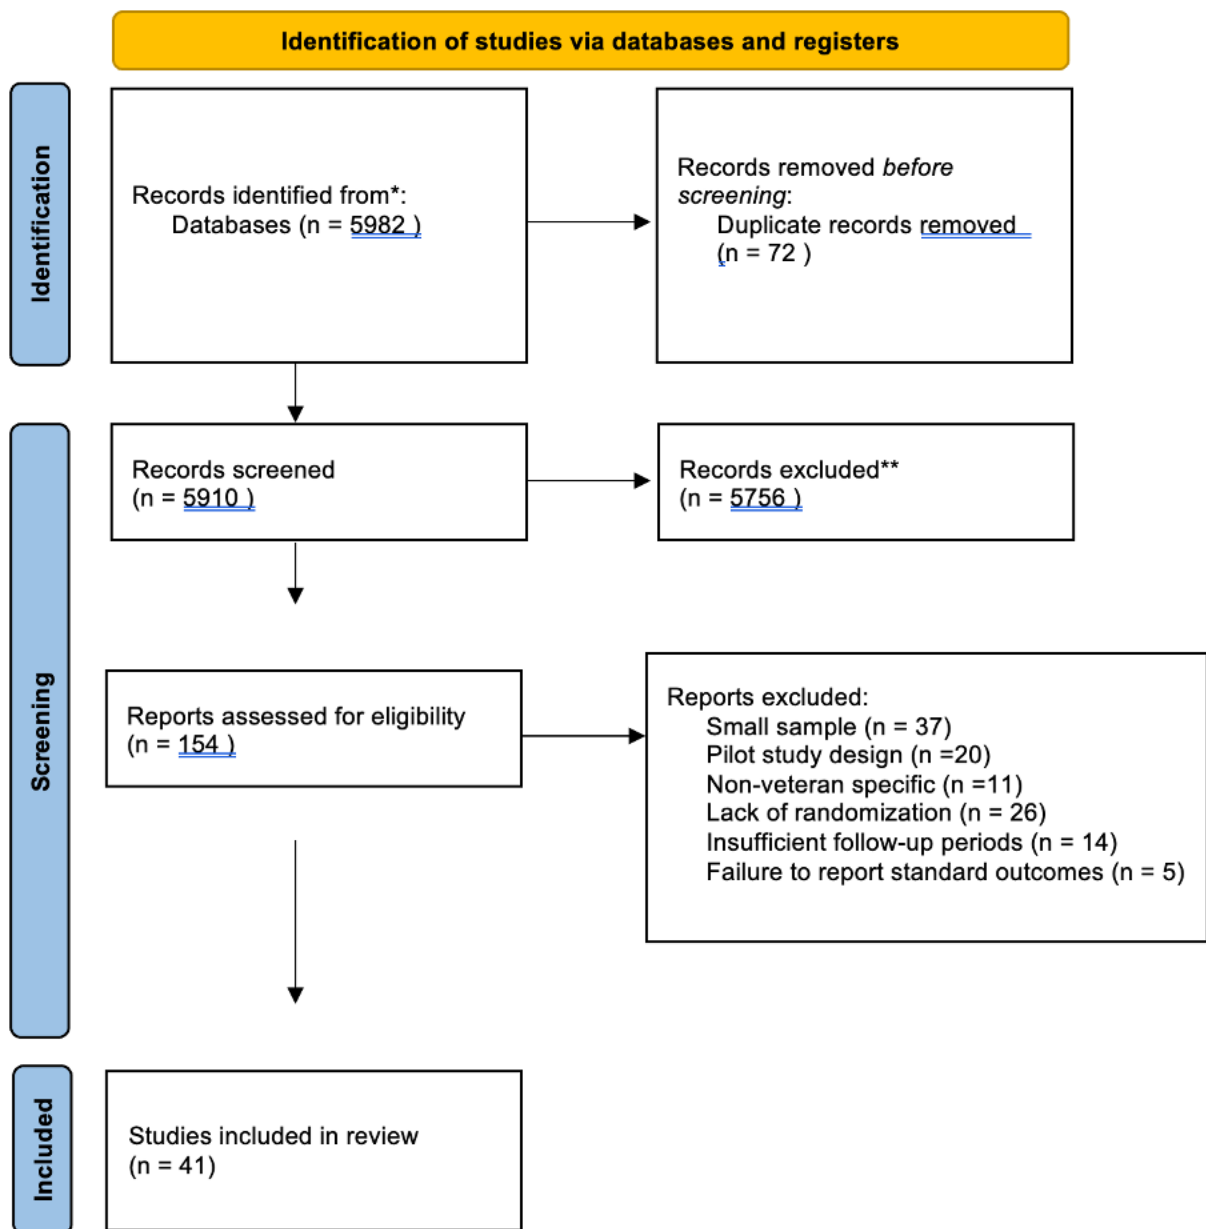 Identification of studies via databases and registers
Identification
Records identified from*:
Databases (n = 5982 )
Records removed before
screening:
Duplicate records removed
(n = 72 )
Screening
Records screened
(n = 5910 )
Records excluded**
(n = 5756 )
Reports assessed for eligibility
(n = 154 )
Reports excluded:
Small sample (n = 37)
Pilot study design (n =20)
Non-veteran specific (n =11)
Lack of randomization (n = 26)
Insufficient follow-up periods (n = 14)
Failure to report standard outcomes (n = 5)
Included
Studies included in review
(n = 41)